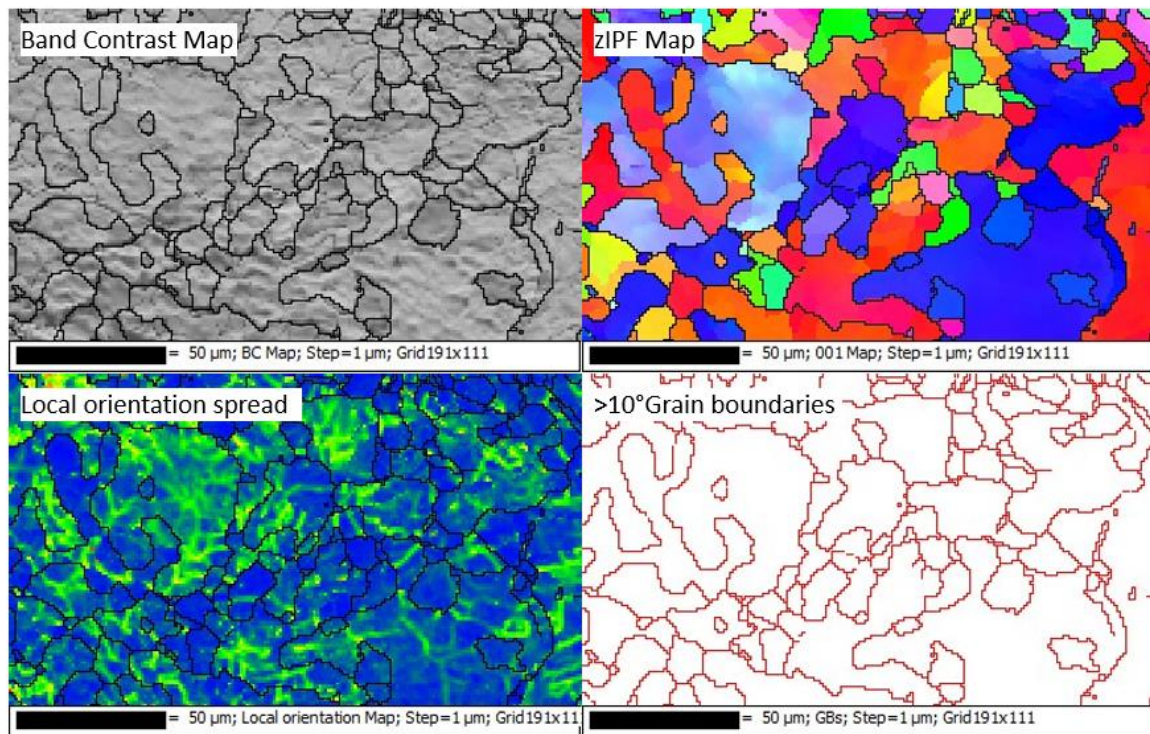 Band Contrast Map
zIPF Map
= 50 µm; BC Map; Step=1 µm; Grid191x111
= 50 µm; 001 Map; Step=1 µm; Grid191x111
Local orientation spread
>10°Grain boundaries
= 50 µm; Local orientation Map; Step=1 µm; Grid191x11
= 50 µm; GBs; Step=1 µm; Grid191x111